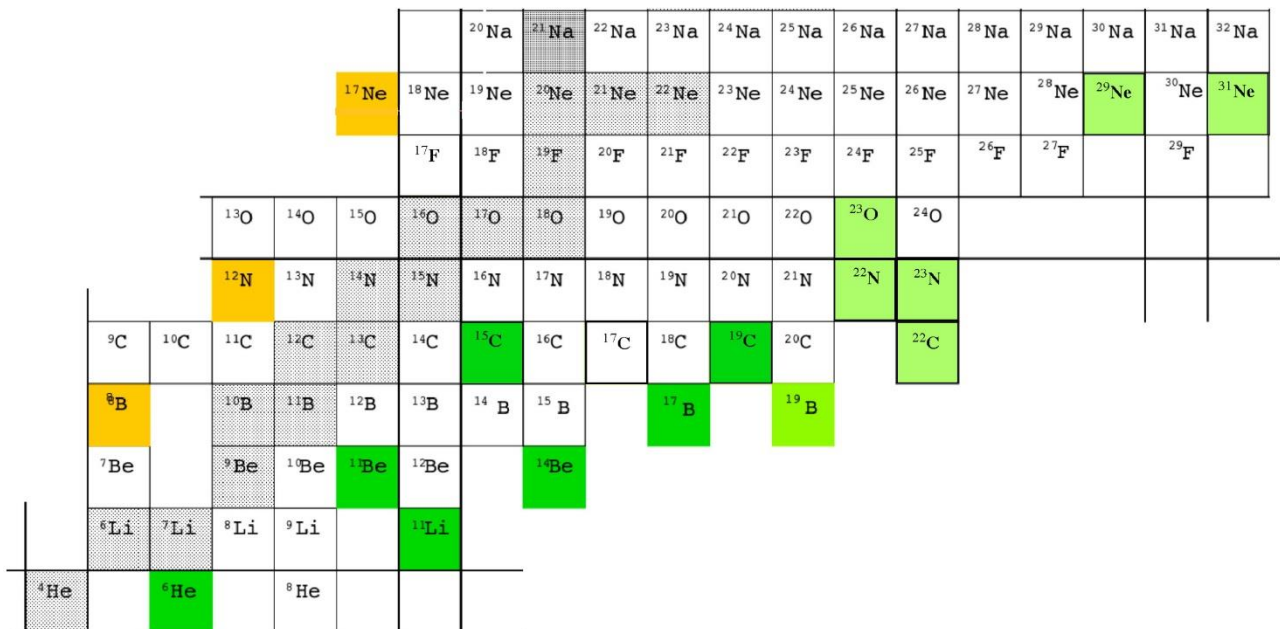 ²⁰Na ²¹Na ²²Na ²³Na ²⁴Na ²⁵Na ²⁶Na ²⁷Na ²⁸Na ²⁹Na ³⁰Na ³¹Na ³²Na
¹⁷Ne ¹⁸Ne ¹⁹Ne ²⁰Ne ²¹Ne ²²Ne ²³Ne ²⁴Ne ²⁵Ne ²⁶Ne ²⁷Ne ²⁸Ne ²⁹Ne ³⁰Ne ³¹Ne
¹⁷F ¹⁸F ¹⁹F ²⁰F ²¹F ²²F ²³F ²⁴F ²⁵F ²⁶F ²⁷F ²⁹F
¹³O ¹⁴O ¹⁵O ¹⁶O ¹⁷O ¹⁸O ¹⁹O ²⁰O ²¹O ²²O ²³O ²⁴O
¹²N ¹³N ¹⁴N ¹⁵N ¹⁶N ¹⁷N ¹⁸N ¹⁹N ²⁰N ²¹N ²²N ²³N
⁹C ¹⁰C ¹¹C ¹²C ¹³C ¹⁴C ¹⁵C ¹⁶C ¹⁷C ¹⁸C ¹⁹C ²⁰C ²²C
⁸B ¹⁰B ¹¹B ¹²B ¹³B ¹⁴B ¹⁵B ¹⁷B ¹⁹B
⁷Be ⁹Be ¹⁰Be ¹¹Be ¹²Be ¹⁴Be
⁶Li ⁷Li ⁸Li ⁹Li ¹¹Li
⁴He ⁶He ⁸He